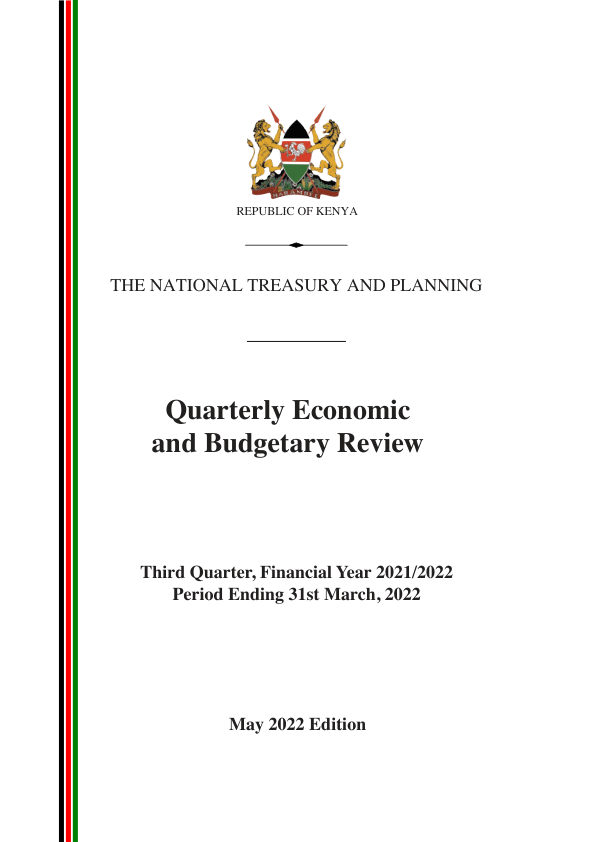 HARAMBEE
REPUBLIC OF KENYA
THE NATIONAL TREASURY AND PLANNING
Quarterly Economic
and Budgetary Review
Third Quarter, Financial Year 2021/2022
Period Ending 31st March, 2022
May 2022 Edition